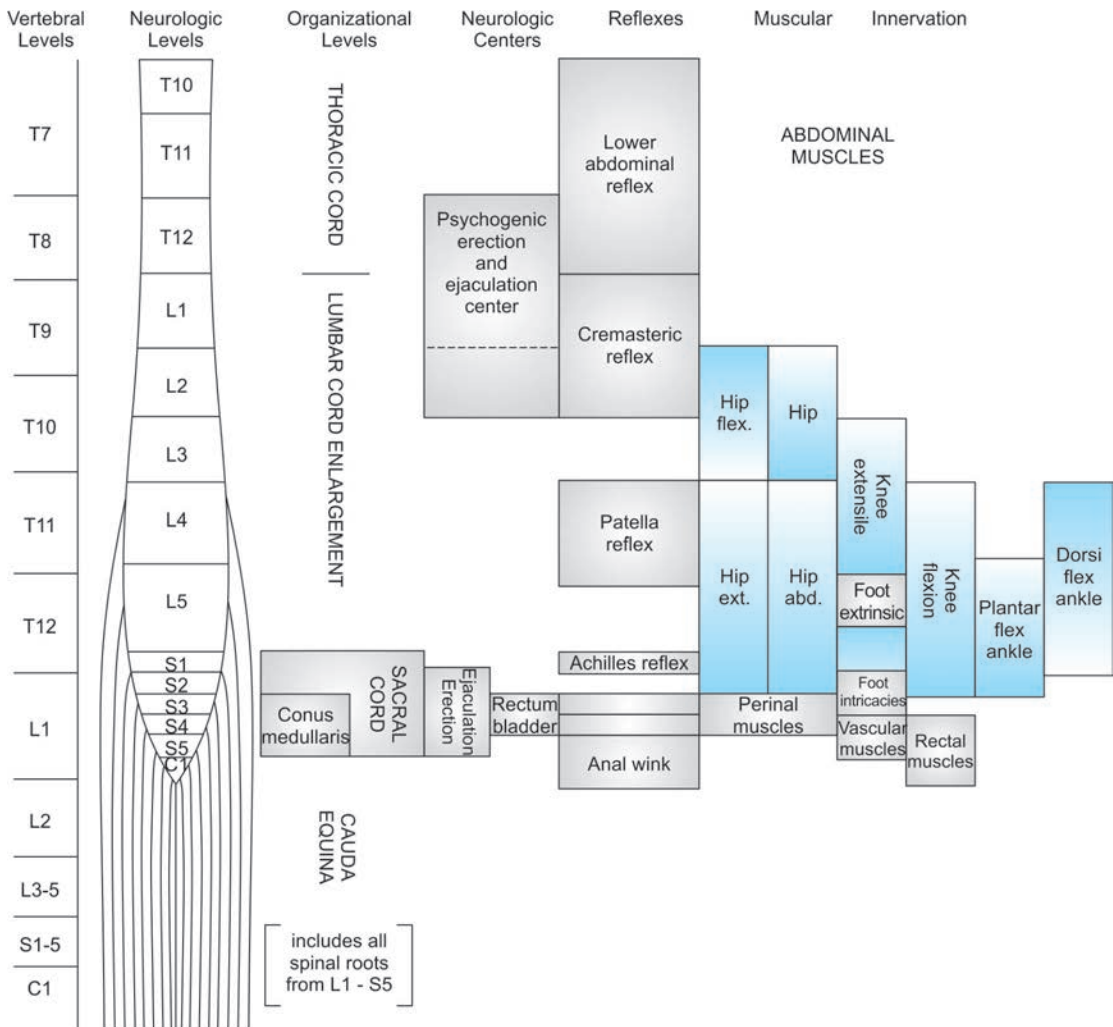 Vertebral
Levels
Neurologic
Levels
Organizational
Levels
Neurologic
Centers
Reflexes
Muscular
Innervation
T7
T8
T9
T10
T11
T12
L1
L2
L3-5
S1-5
C1
T10
T11
T12
L1
L2
L3
L4
L5
S1
S2
S3
S4
S5
C1
THORACIC CORD
LUMBAR CORD ENLARGEMENT
SACRAL
CORD
Conus
medullaris
CAUDA
EQUINA
includes all
spinal roots
from L1 - S5
Psychogenic
erection
and
ejaculation
center
Ejaculation
Erection
Rectum
bladder
Lower
abdominal
reflex
Cremasteric
reflex
Patella
reflex
Achilles reflex
Anal wink
ABDOMINAL
MUSCLES
Hip
flex.
Hip
Hip
ext.
Hip
abd.
Perinal
muscles
Knee
extensile
Foot
extrinsic
Foot
intricacies
Vascular
muscles
Knee
flexion
Rectal
muscles
Plantar
flex
ankle
Dorsi
flex
ankle